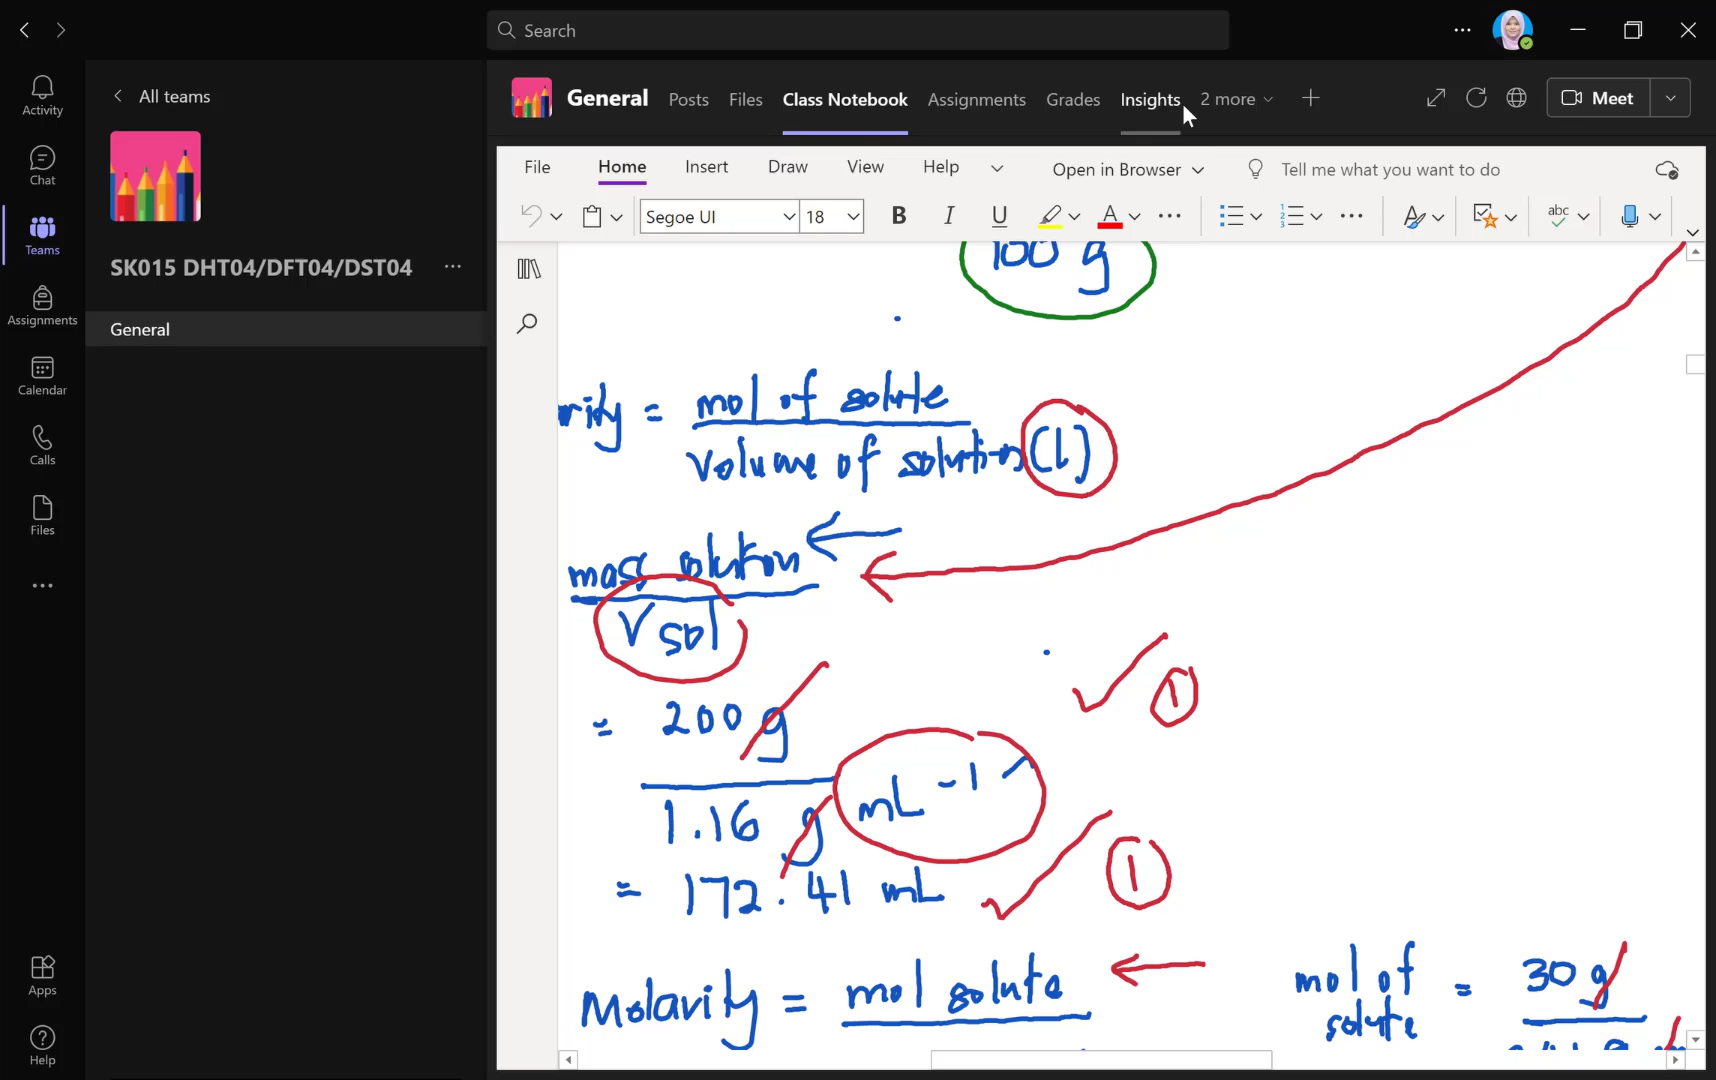 Search
Activity
Chat
Teams
Assignments
Calendar
Calls
Files
Apps
Help
All teams
SK015 DHT04/DFT04/DST04
General
General Posts Files Class Notebook Assignments Grades Insights 2 more Meet
File Home Insert Draw View Help Open in Browser Tell me what you want to do
Segoe UI 18 B I U A abc
100 g
rity = mol of solute
volume of solution (L)
mass solution
V sol
= 200 g
1.16 g mL -1
= 172.41 mL
1
1
Molarity = mol solute
mol of solute = 30 g